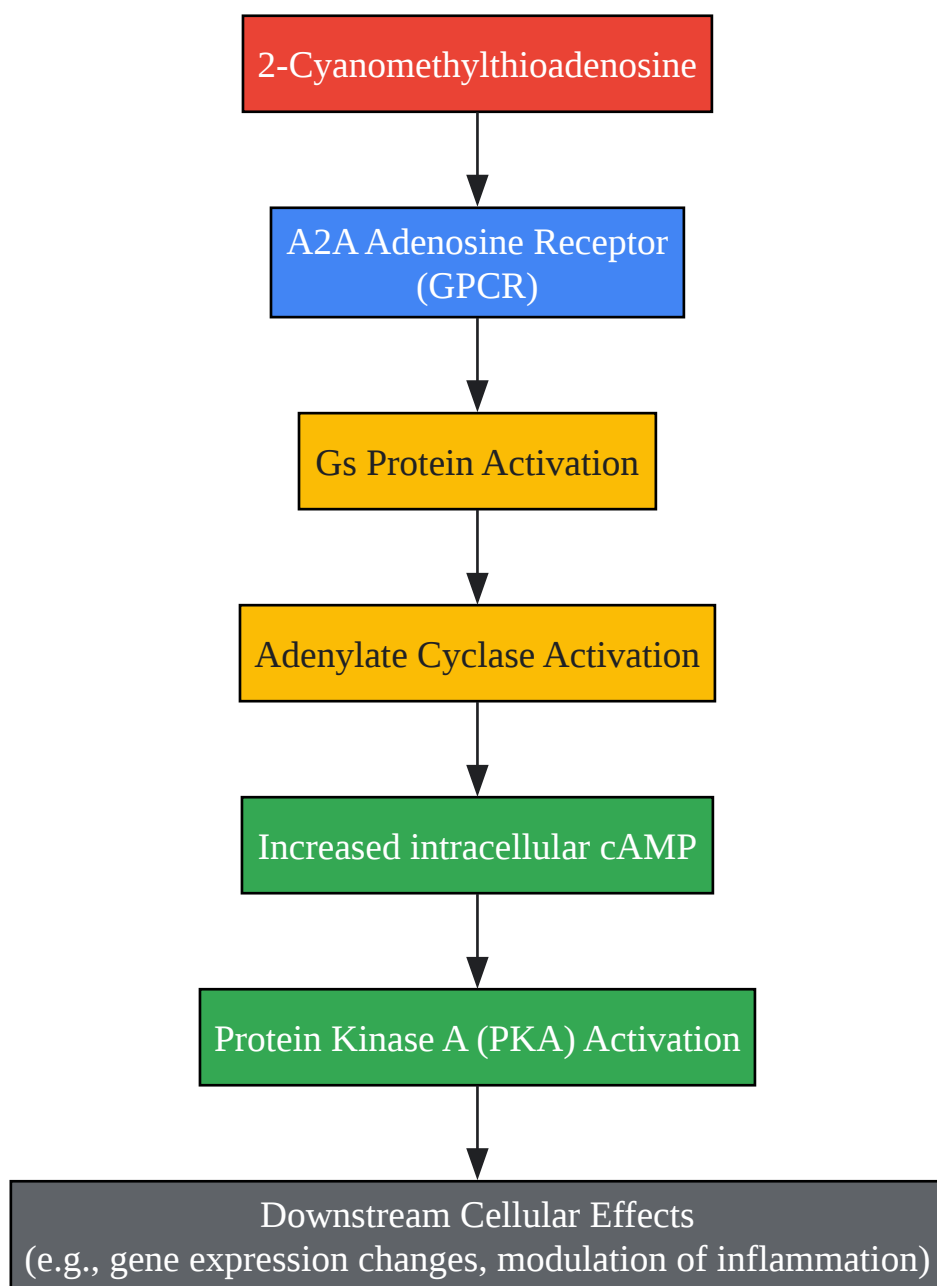 2-Cyanomethylthioadenosine
A2A Adenosine Receptor
(GPCR)
Gs Protein Activation
Adenylate Cyclase Activation
Increased intracellular cAMP
Protein Kinase A (PKA) Activation
Downstream Cellular Effects
(e.g., gene expression changes, modulation of inflammation)